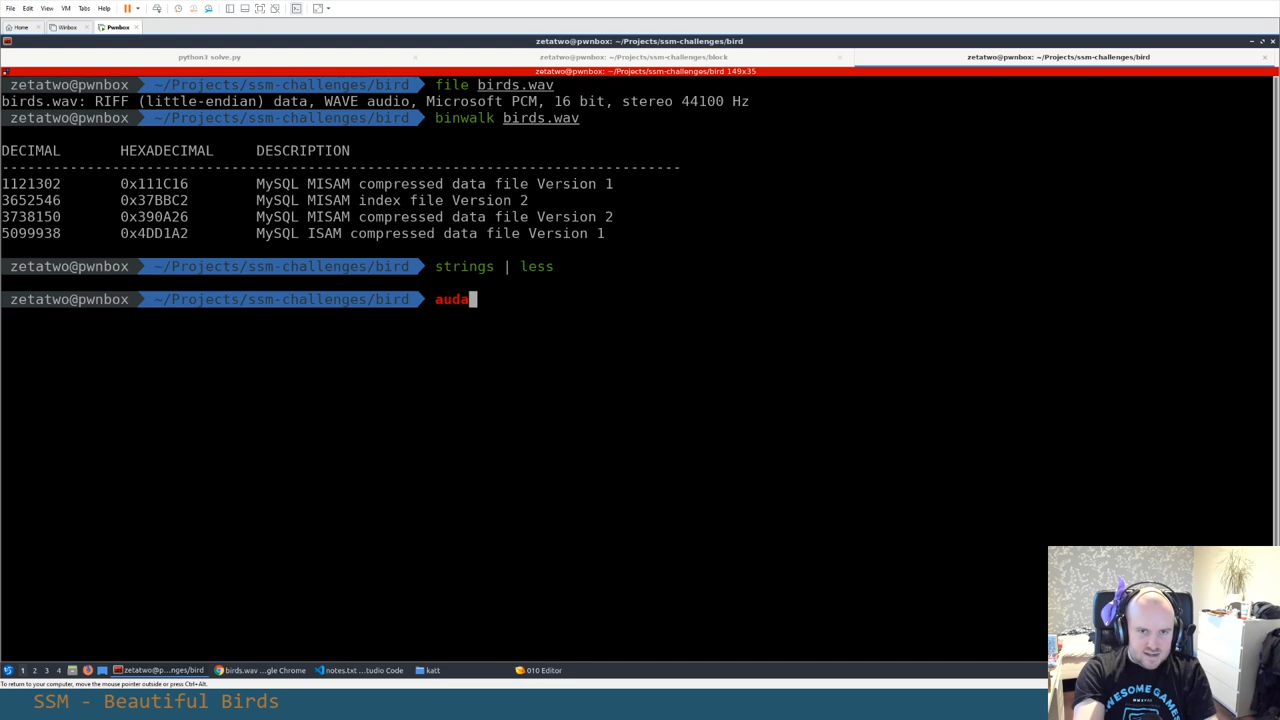 File Edit View VM Tabs Help
Home Winbox Pwnbox
zetatwo@pwnbox: ~/Projects/ssm-challenges/bird
python3 solve.py zetatwo@pwnbox: ~/Projects/ssm-challenges/block zetatwo@pwnbox: ~/Projects/ssm-challenges/bird
zetatwo@pwnbox: ~/Projects/ssm-challenges/bird 149x35
zetatwo@pwnbox ~/Projects/ssm-challenges/bird file birds.wav
birds.wav: RIFF (little-endian) data, WAVE audio, Microsoft PCM, 16 bit, stereo 44100 Hz
zetatwo@pwnbox ~/Projects/ssm-challenges/bird binwalk birds.wav
DECIMAL HEXADECIMAL DESCRIPTION
--------------------------------------------------------------------------------
1121302 0x111C16 MySQL MISAM compressed data file Version 1
3652546 0x37BBC2 MySQL MISAM index file Version 2
3738150 0x390A26 MySQL MISAM compressed data file Version 2
5099938 0x4DD1A2 MySQL ISAM compressed data file Version 1
zetatwo@pwnbox ~/Projects/ssm-challenges/bird strings | less
zetatwo@pwnbox ~/Projects/ssm-challenges/bird auda
1 2 3 4 zetatwo@p...nges/bird birds.wav ...gle Chrome notes.txt ...tudio Code katt 010 Editor
To return to your computer, move the mouse pointer outside or press Ctrl+Alt.
SSM - Beautiful Birds
AWESOME GAMES